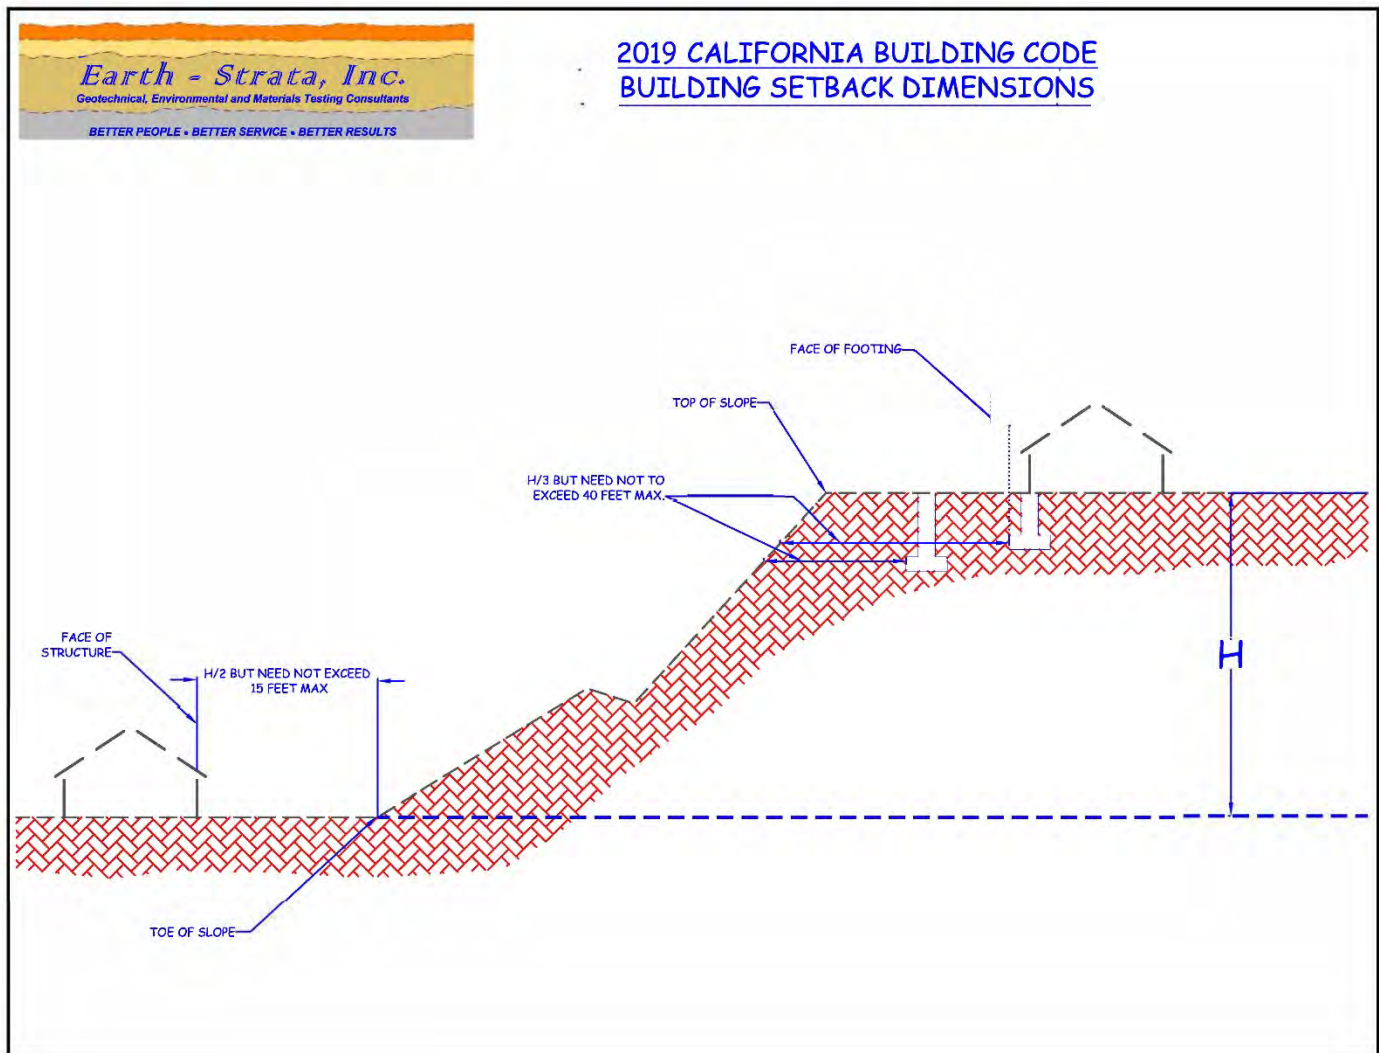 Earth - Strata, Inc.
Geotechnical, Environmental and Materials Testing Consultants
BETTER PEOPLE • BETTER SERVICE • BETTER RESULTS
2019 CALIFORNIA BUILDING CODE
BUILDING SETBACK DIMENSIONS
FACE OF FOOTING
TOP OF SLOPE
H/3 BUT NEED NOT TO
EXCEED 40 FEET MAX.
FACE OF
STRUCTURE
H/2 BUT NEED NOT EXCEED
15 FEET MAX
H
TOE OF SLOPE